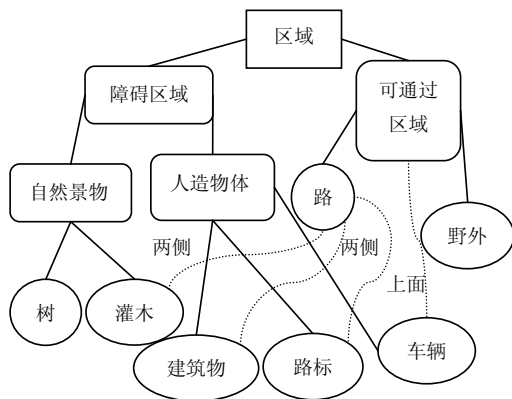 区域
障碍区域
可通过
区域
自然景物
人造物体
路
野外
两侧
两侧
上面
树
灌木
建筑物
路标
车辆